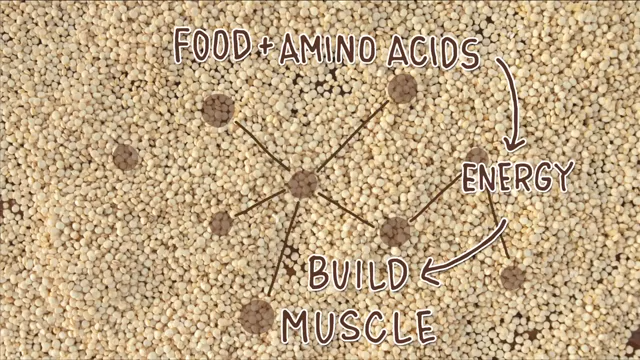 FOOD + AMINO ACIDS
ENERGY
BUILD
MUSCLE